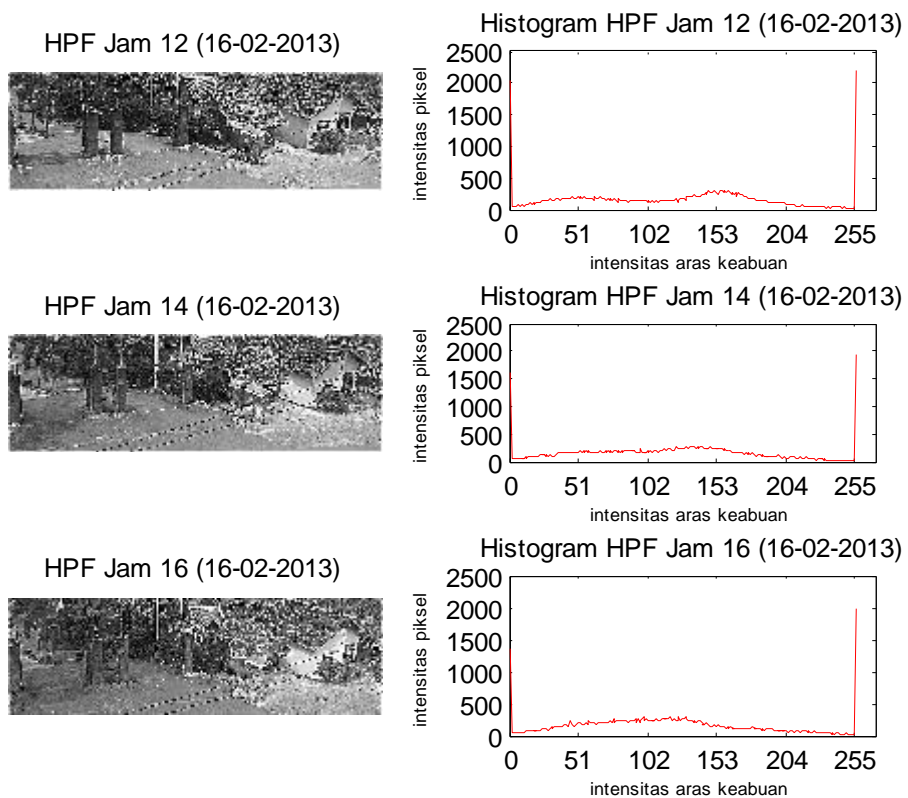 HPF Jam 12 (16-02-2013)
Histogram HPF Jam 12 (16-02-2013)
intensitas piksel
2500
2000
1500
1000
500
0
0 51 102 153 204 255
intensitas aras keabuan
HPF Jam 14 (16-02-2013)
Histogram HPF Jam 14 (16-02-2013)
intensitas piksel
2500
2000
1500
1000
500
0
0 51 102 153 204 255
intensitas aras keabuan
HPF Jam 16 (16-02-2013)
Histogram HPF Jam 16 (16-02-2013)
intensitas piksel
2500
2000
1500
1000
500
0
0 51 102 153 204 255
intensitas aras keabuan